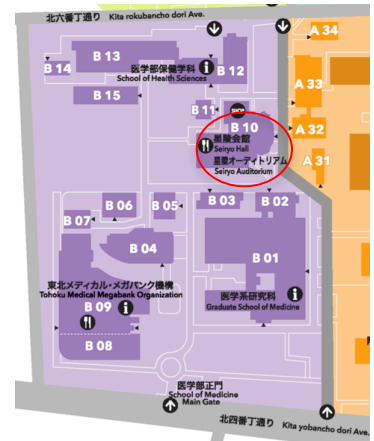 北六番丁通り Kita rokubancho dori Ave.
A 34
B 13
医学部保健学科
School of Health Sciences
B 14
B 12
A 33
B 15
B 11
SHOP
B 10
A 32
星陵会館
Seiryo Hall
星陵オーディトリアム
Seiryo Auditorium
A 31
B 06
B 05
B 03
B 02
B 07
B 04
B 01
東北メディカル・メガバンク機構
Tohoku Medical Megabank Organization
医学系研究科
Graduate School of Medicine
B 09
B 08
医学部正門
School of Medicine
Main Gate
北四番丁通り Kita yobancho dori Ave.